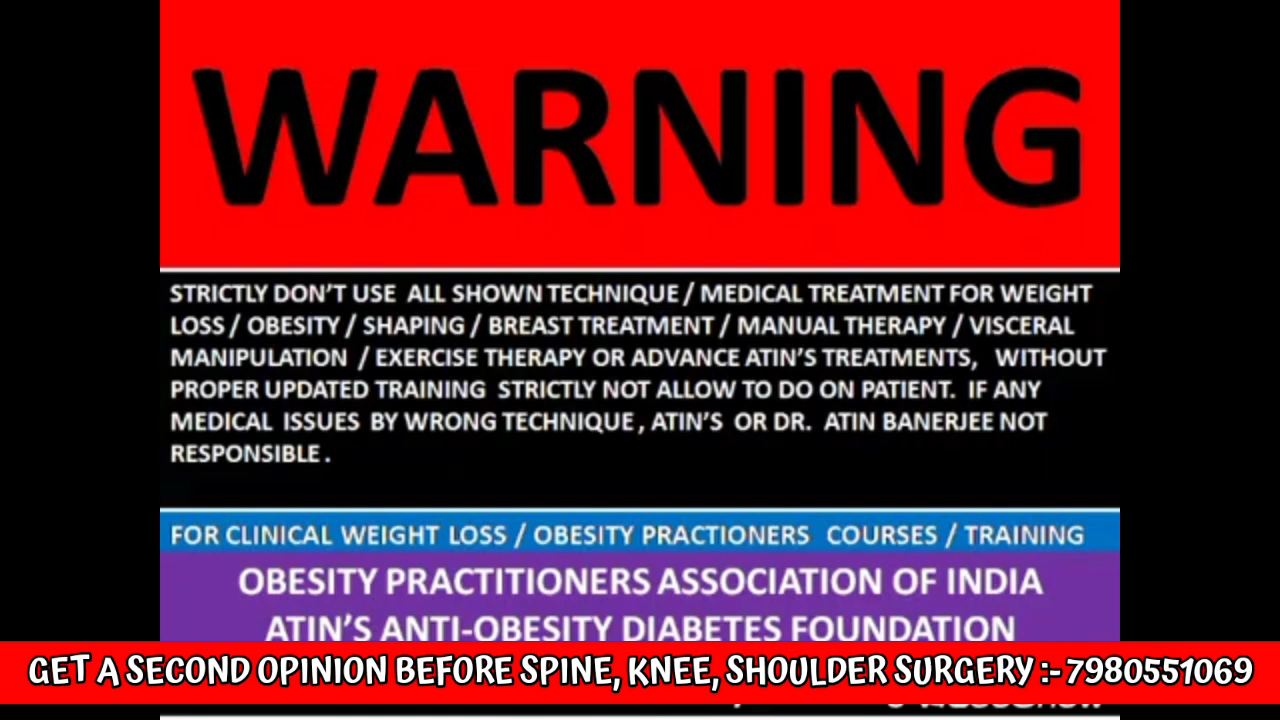 WARNING
STRICTLY DON'T USE ALL SHOWN TECHNIQUE / MEDICAL TREATMENT FOR WEIGHT
LOSS / OBESITY / SHAPING / BREAST TREATMENT / MANUAL THERAPY / VISCERAL
MANIPULATION / EXERCISE THERAPY OR ADVANCE ATIN'S TREATMENTS, WITHOUT
PROPER UPDATED TRAINING STRICTLY NOT ALLOW TO DO ON PATIENT. IF ANY
MEDICAL ISSUES BY WRONG TECHNIQUE, ATIN'S OR DR. ATIN BANERJEE NOT
RESPONSIBLE.
FOR CLINICAL WEIGHT LOSS / OBESITY PRACTIONERS COURSES / TRAINING
OBESITY PRACTITIONERS ASSOCIATION OF INDIA
ATIN'S ANTI-OBESITY DIABETES FOUNDATION
GET A SECOND OPINION BEFORE SPINE, KNEE, SHOULDER SURGERY :- 7980551069